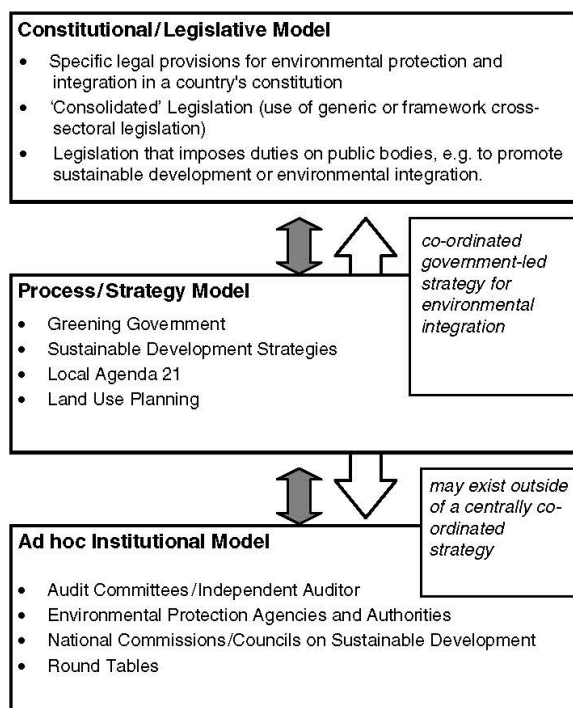 Constitutional/Legislative Model
• Specific legal provisions for environmental protection and
integration in a country's constitution
• ‘Consolidated’ Legislation (use of generic or framework cross-
sectoral legislation)
• Legislation that imposes duties on public bodies, e.g. to promote
sustainable development or environmental integration.
co-ordinated
government-led
strategy for
environmental
integration
Process/Strategy Model
• Greening Government
• Sustainable Development Strategies
• Local Agenda 21
• Land Use Planning
may exist outside
of a centrally co-
ordinated
strategy
Ad hoc Institutional Model
• Audit Committees/Independent Auditor
• Environmental Protection Agencies and Authorities
• National Commissions/Councils on Sustainable Development
• Round Tables